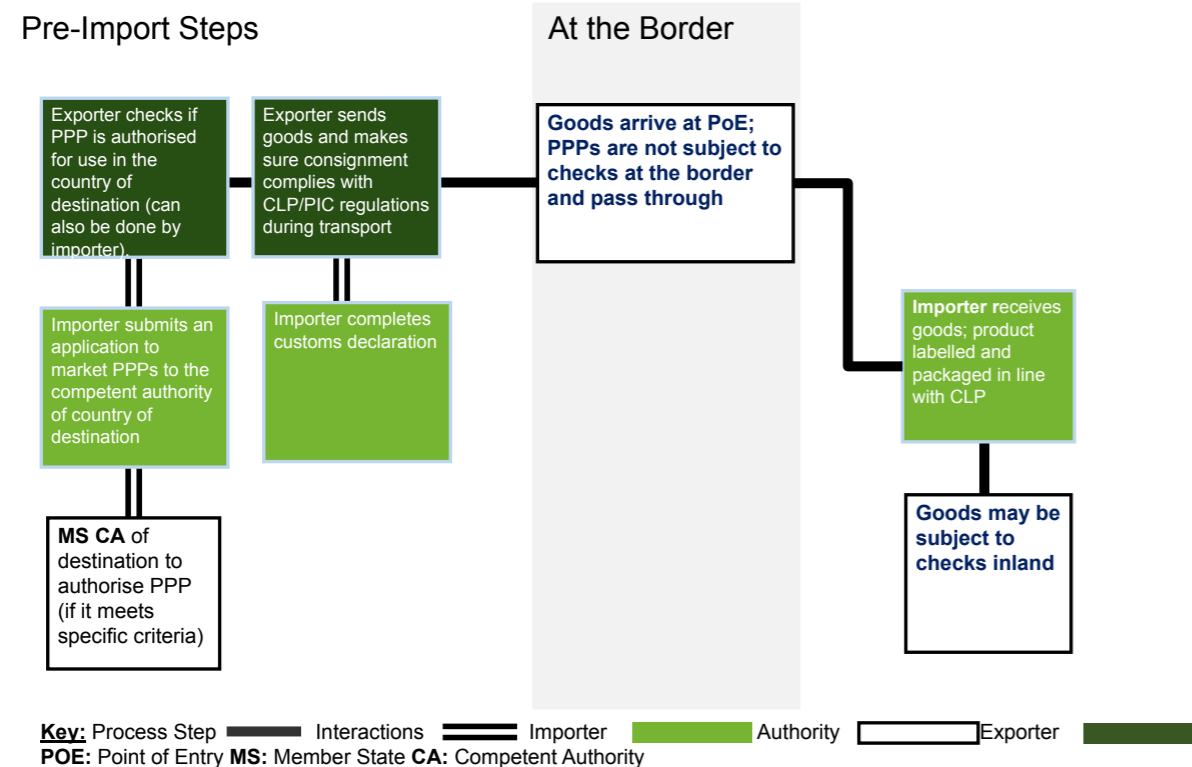 Pre-Import Steps
At the Border
Exporter checks if
PPP is authorised
for use in the
country of
destination (can
also be done by
importer).
Exporter sends
goods and makes
sure consignment
complies with
CLP/PIC regulations
during transport
Goods arrive at PoE;
PPPs are not subject to
checks at the border
and pass through
Importer submits an
application to
market PPPs to the
competent authority
of country of
destination
Importer completes
customs declaration
Importer receives
goods; product
labelled and
packaged in line
with CLP
MS CA of
destination to
authorise PPP
(if it meets
specific criteria)
Goods may be
subject to
checks inland
Key: Process Step Interactions Importer Authority Exporter
POE: Point of Entry MS: Member State CA: Competent Authority